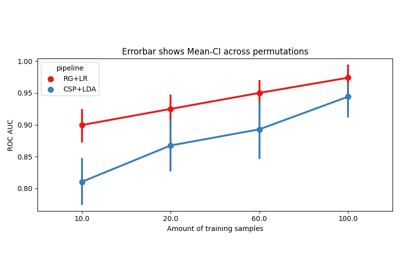 Errorbar shows Mean-CI across permutations
pipeline
RG+LR
CSP+LDA
ROC AUC
1.00
0.95
0.90
0.85
0.80
10.0 20.0 60.0 100.0
Amount of training samples